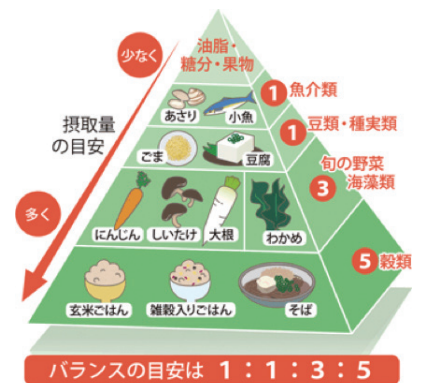 少なく
油脂・
糖分・果物
1 魚介類
あさり
小魚
摂取量
の目安
1 豆類・種実類
ごま
豆腐
旬の野菜
海藻類
3
多く
にんじん
しいたけ
大根
わかめ
5 穀類
玄米ごはん
雑穀入りごはん
そば
バランスの目安は 1:1:3:5